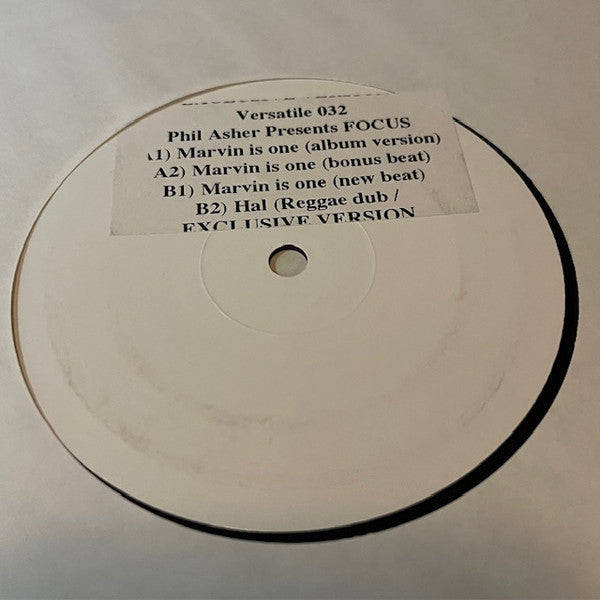 Versatile 032
Phil Asher Presents FOCUS
A1) Marvin is one (album version)
A2) Marvin is one (bonus beat)
B1) Marvin is one (new beat)
B2) Hal (Reggae dub /
EXCLUSIVE VERSION